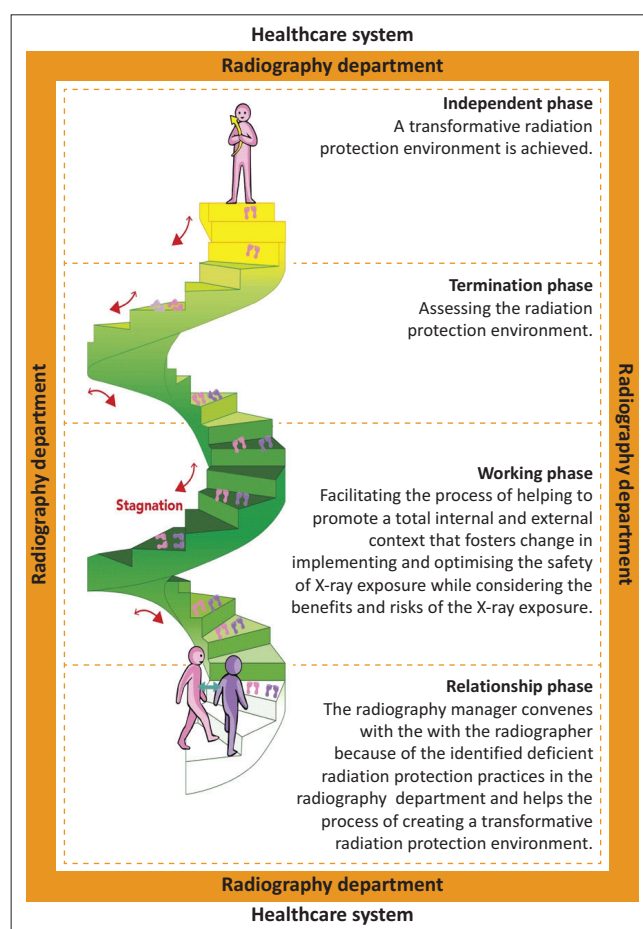 Healthcare system
Radiography department
Independent phase
A transformative radiation
protection environment is achieved.
Termination phase
Assessing the radiation
protection environment.
Radiography department
Radiography department
Stagnation
Working phase
Facilitating the process of helping to
promote a total internal and external
context that fosters change in
implementing and optimising the safety
of X-ray exposure while considering the
benefits and risks of the X-ray exposure.
Relationship phase
The radiography manager convenes
with the with the radiographer
because of the identified deficient
radiation protection practices in the
radiography department and helps the
process of creating a transformative
radiation protection environment.
Radiography department
Healthcare system